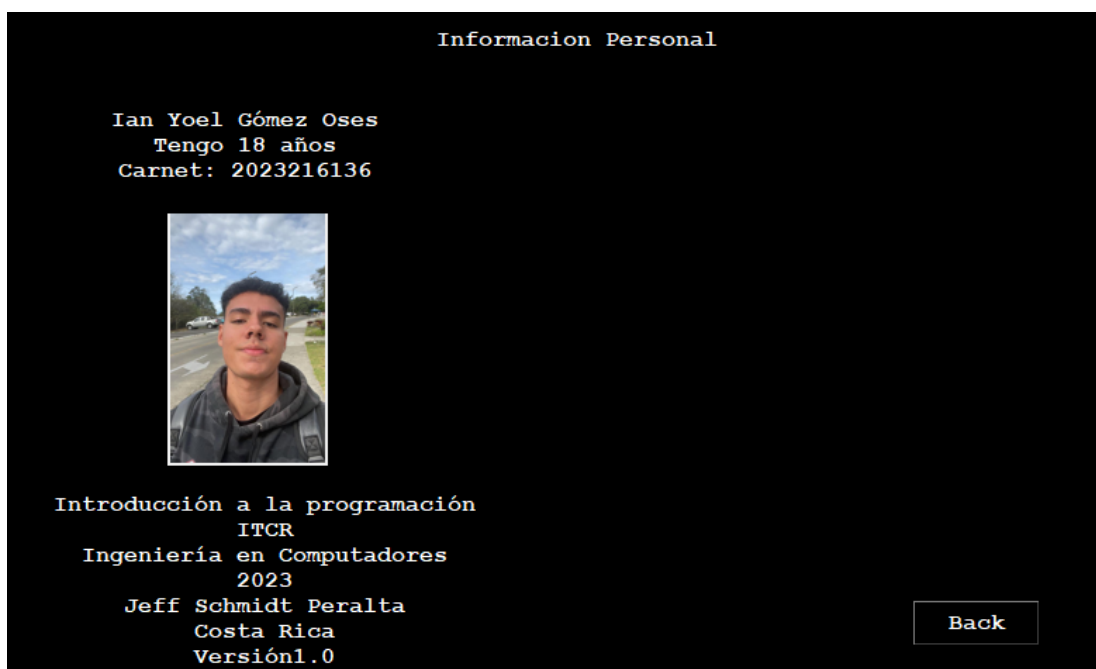 Informacion Personal
Ian Yoel Gómez Oses
Tengo 18 años
Carnet: 2023216136
Introducción a la programación
ITCR
Ingeniería en Computadores
2023
Jeff Schmidt Peralta
Costa Rica
Versión1.0
Back